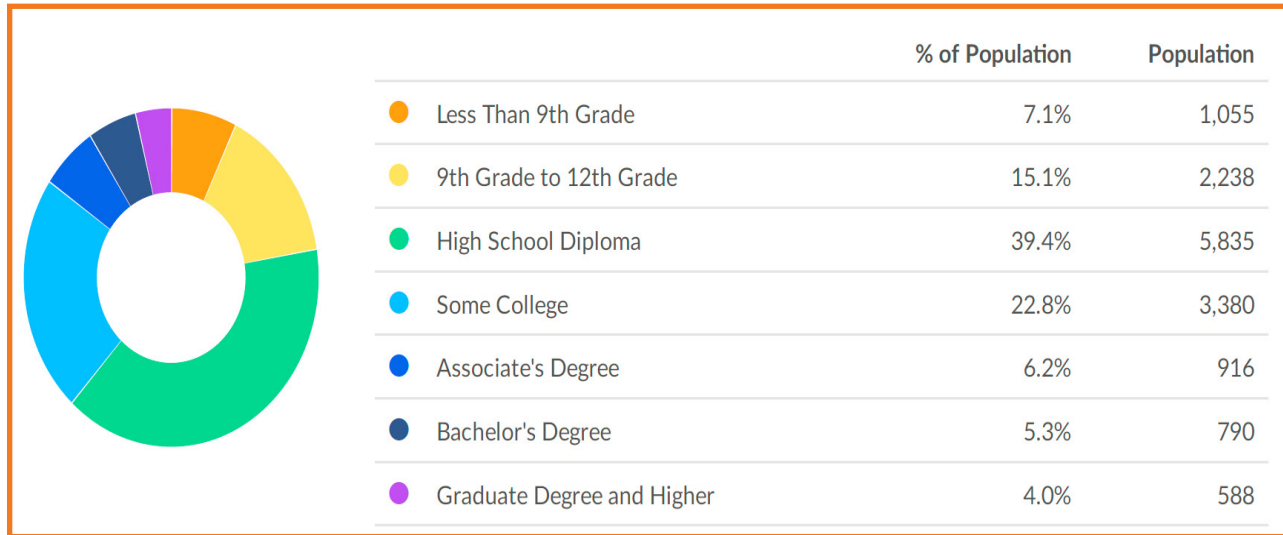 % of Population Population
Less Than 9th Grade 7.1% 1,055
9th Grade to 12th Grade 15.1% 2,238
High School Diploma 39.4% 5,835
Some College 22.8% 3,380
Associate's Degree 6.2% 916
Bachelor's Degree 5.3% 790
Graduate Degree and Higher 4.0% 588